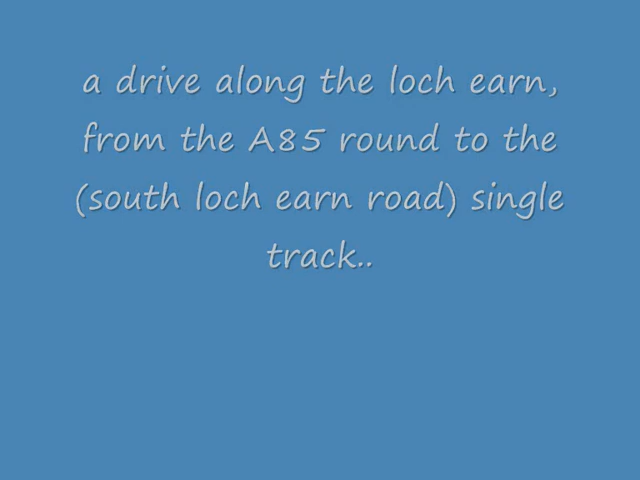 a drive along the loch earn,
from the A85 round to the
(south loch earn road) single
track..